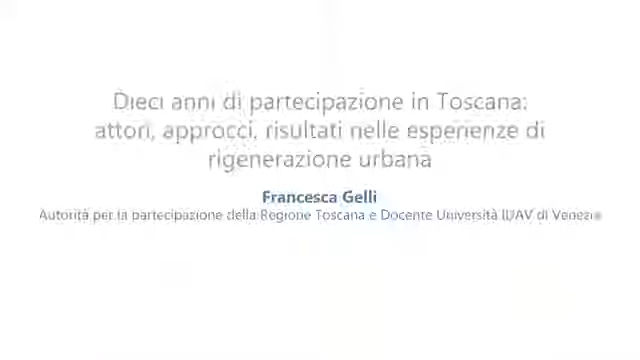 Dieci anni di partecipazione in Toscana:
attori, approcci, risultati nelle esperienze di
rigenerazione urbana
Francesca Gelli
Autorità per la partecipazione della Regione Toscana e Docente Università IUAV di Venezia